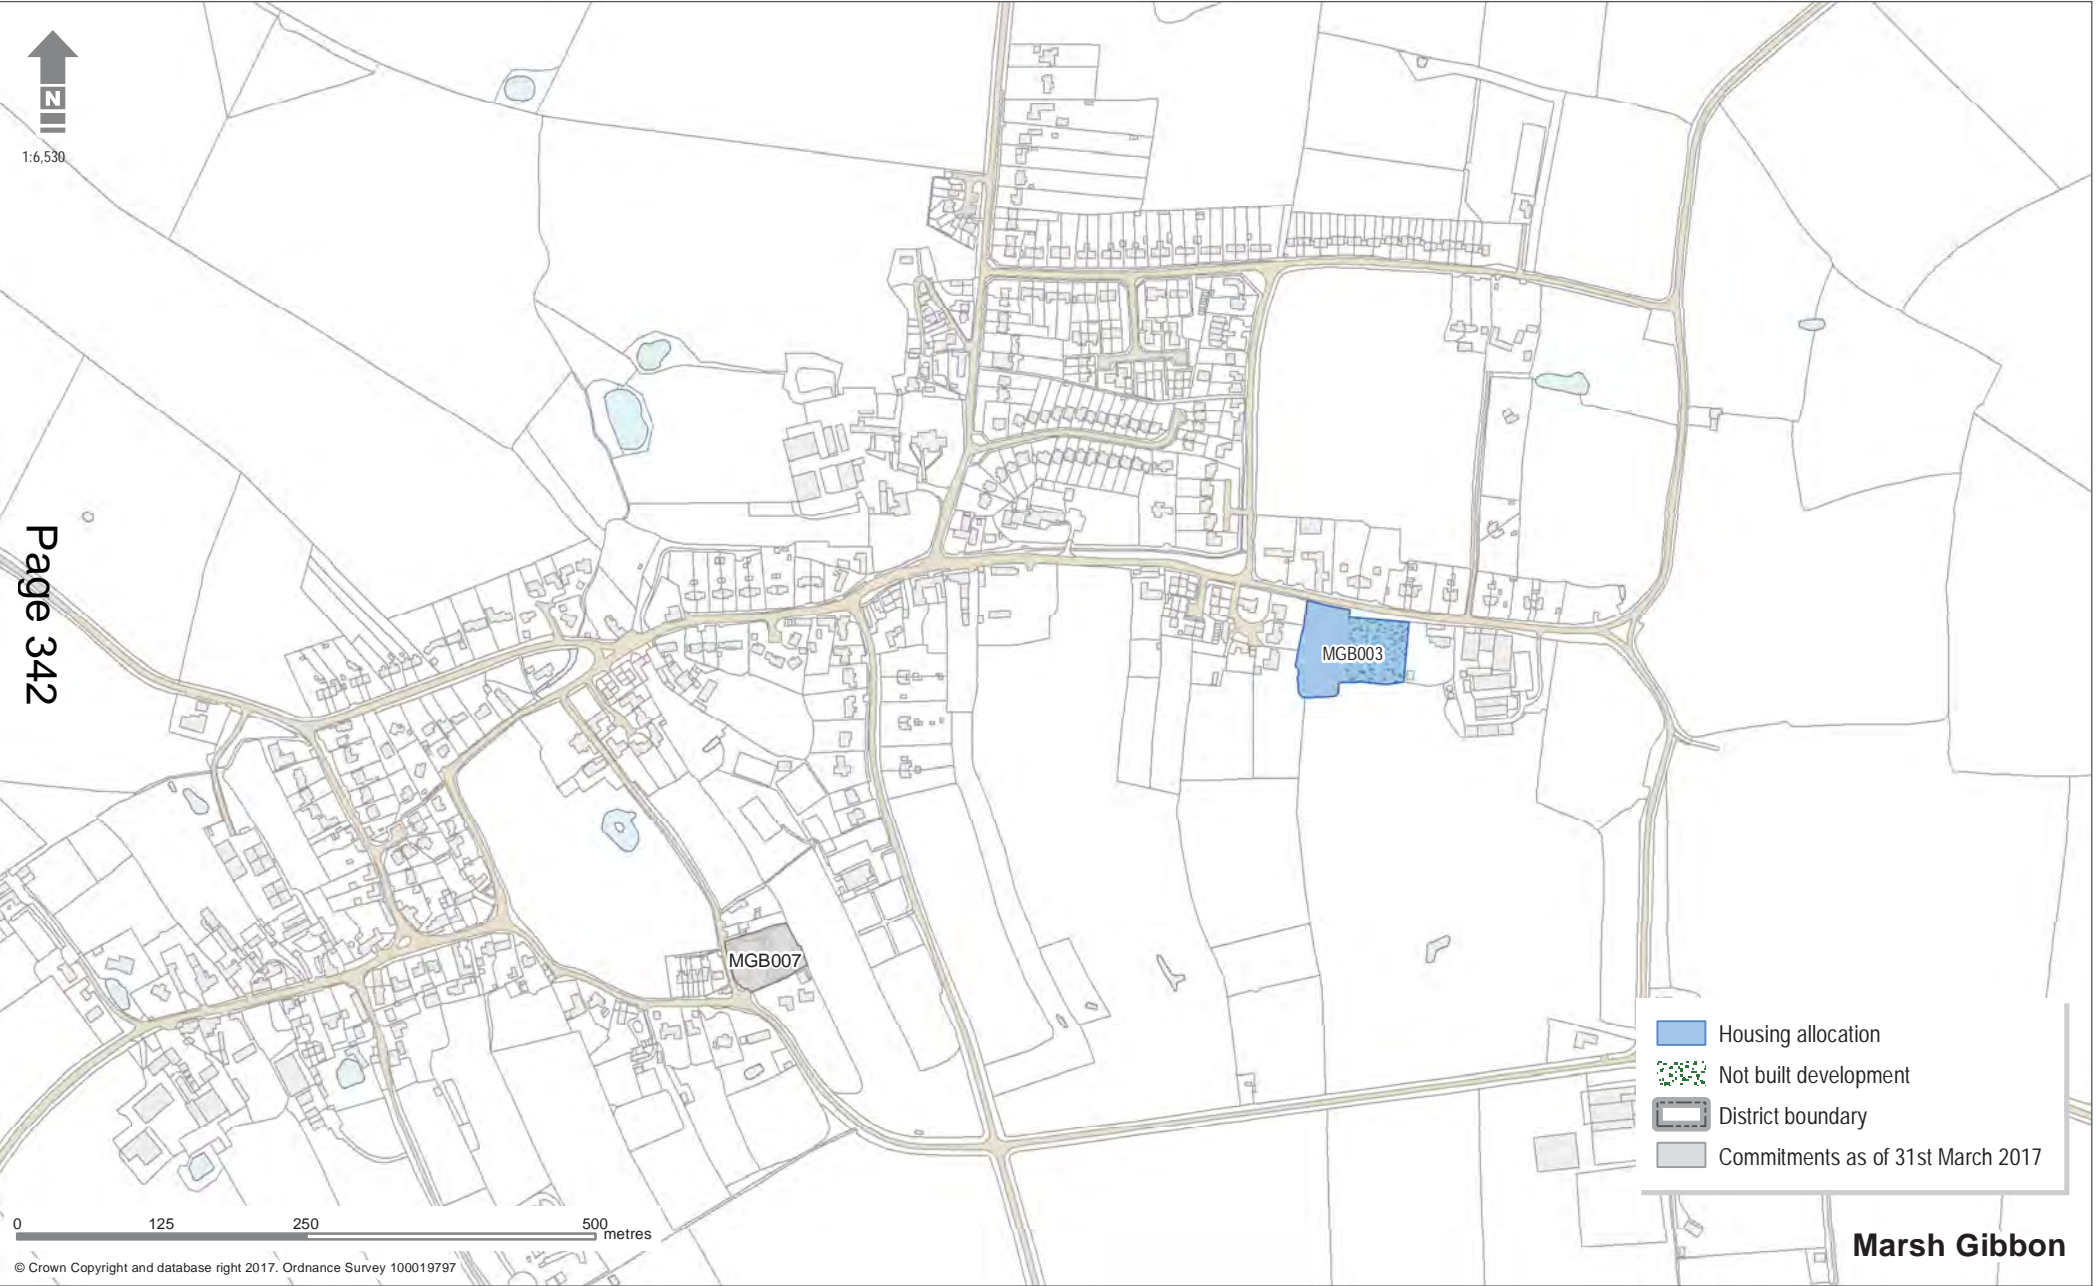 N
1:6,530
Page 342
MGB003
MGB007
Housing allocation
Not built development
District boundary
Commitments as of 31st March 2017
0 125 250 500 metres
© Crown Copyright and database right 2017. Ordnance Survey 100019797
Marsh Gibbon